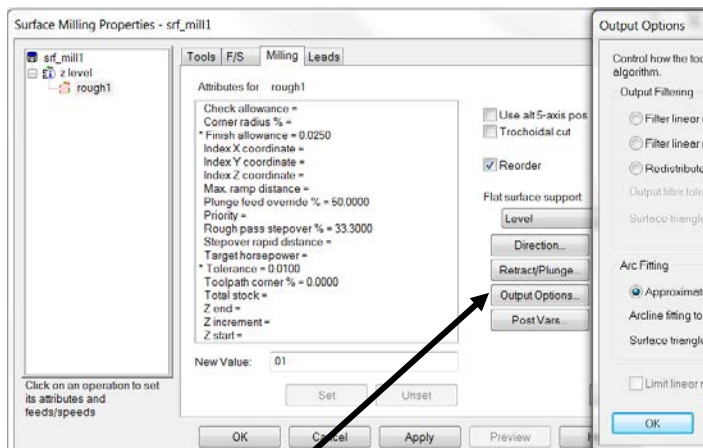 Surface Milling Properties - srf_mill1
srf_mill1
z level
rough1
Click on an operation to set
its attributes and
feeds/speeds
Tools F/S Milling Leads
Attributes for rough1
Check allowance =
Corner radius % =
* Finish allowance = 0.0250
Index X coordinate =
Index Y coordinate =
Index Z coordinate =
Max. ramp distance =
Plunge feed override % = 50.0000
Priority =
Rough pass stepover % = 33.3000
Stepover rapid distance =
Target horsepower =
* Tolerance = 0.0100
Toolpath corner % = 0.0000
Total stock =
Z end =
Z increment =
Z start =
New Value: .01
Set Unset
Use alt 5-axis pos
Trochoidal cut
Reorder
Flat surface support
Level
Direction...
Retract/Plunge...
Output Options...
Post Vars...
OK Cancel Apply Preview
Output Options
Control how the
algorithm.
Output Filtering
Filter linear
Filter linear
Redistribute
Output filter
Surface
Arc Fitting
Arcline fitting
Surface
Limit linear
OK